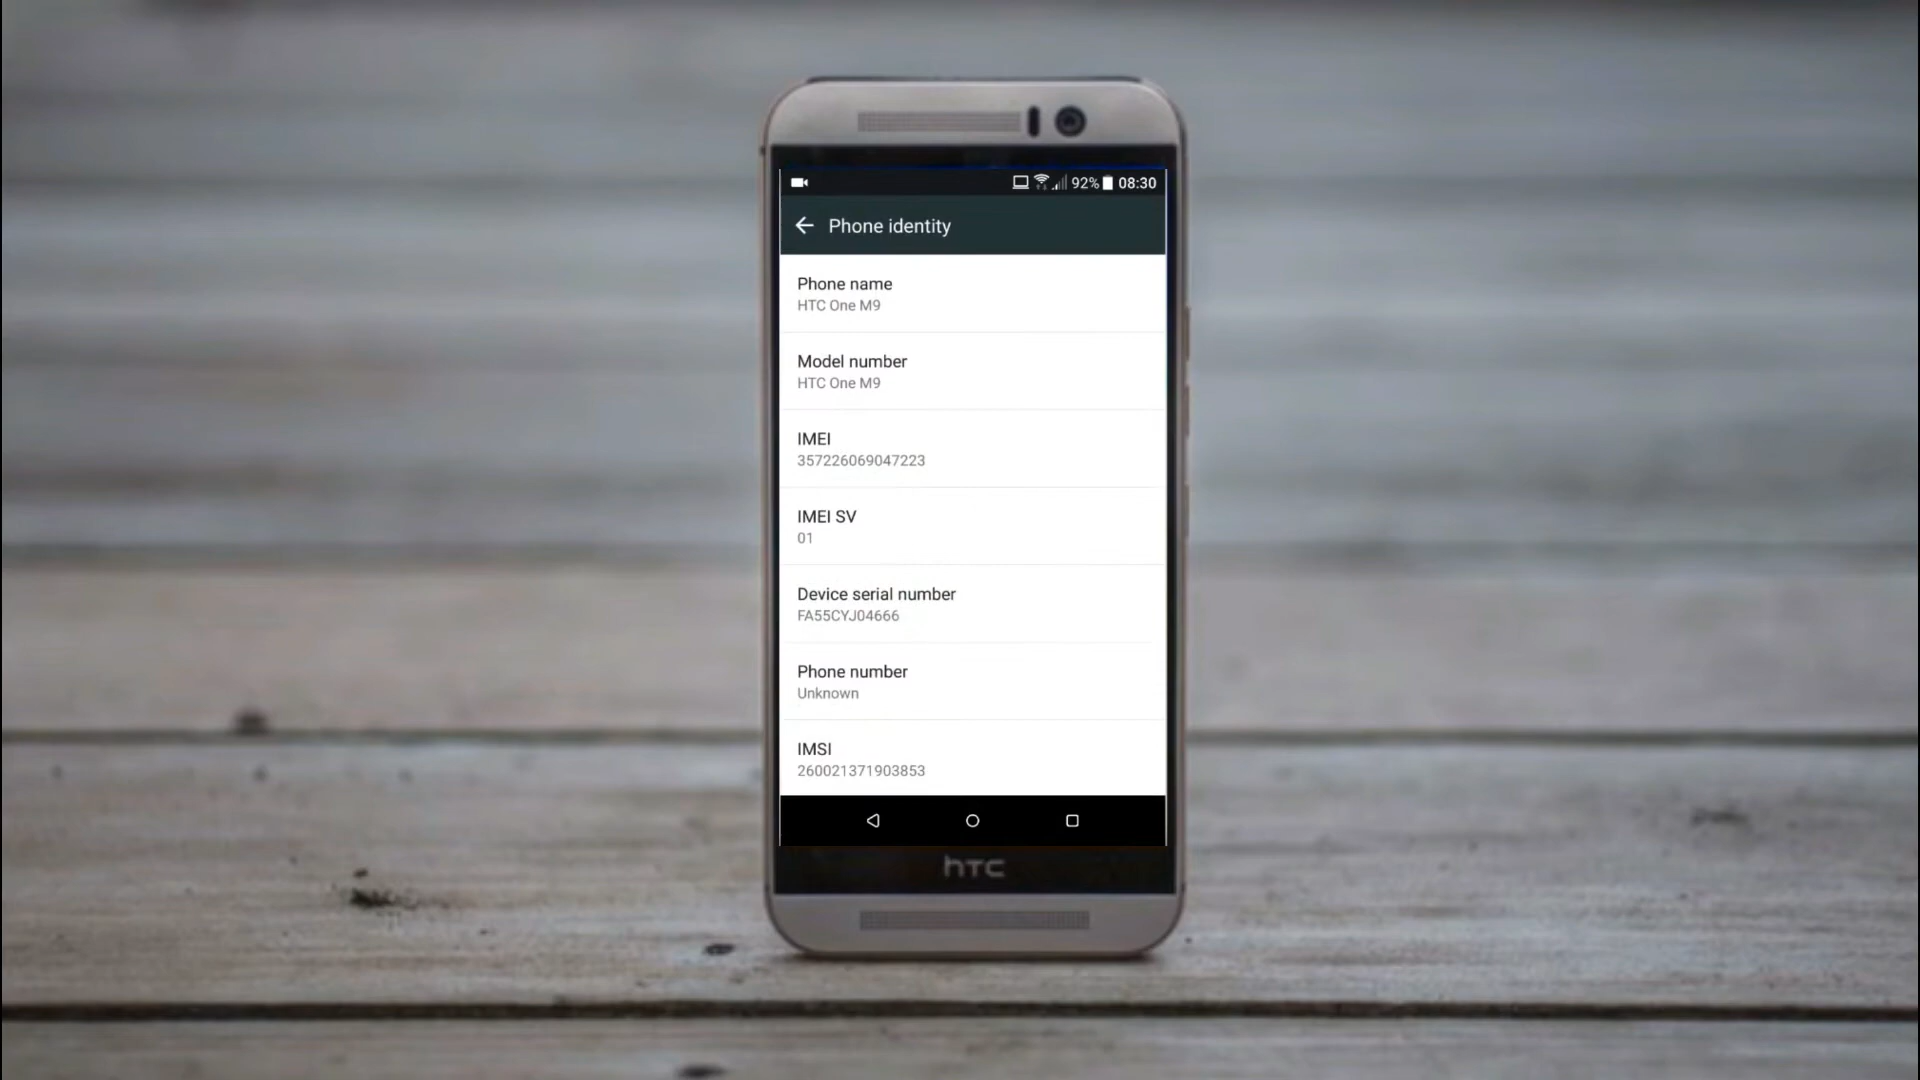 92% 08:30
Phone identity
Phone name
HTC One M9
Model number
HTC One M9
IMEI
357226069047223
IMEI SV
01
Device serial number
FA55CYJ04666
Phone number
Unknown
IMSI
260021371903853
hTC